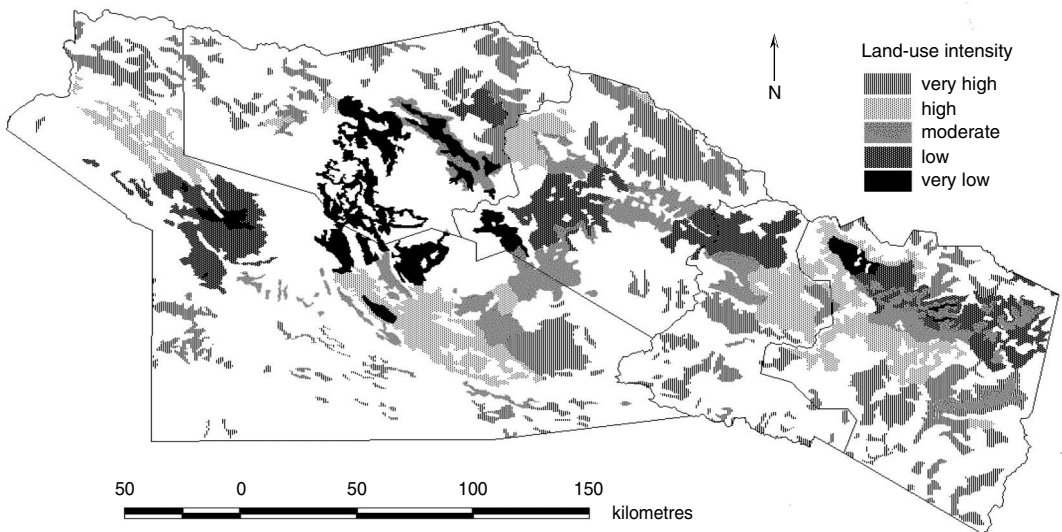 Land-use intensity
very high
high
moderate
low
very low
N
50 0 50 100 150
kilometres